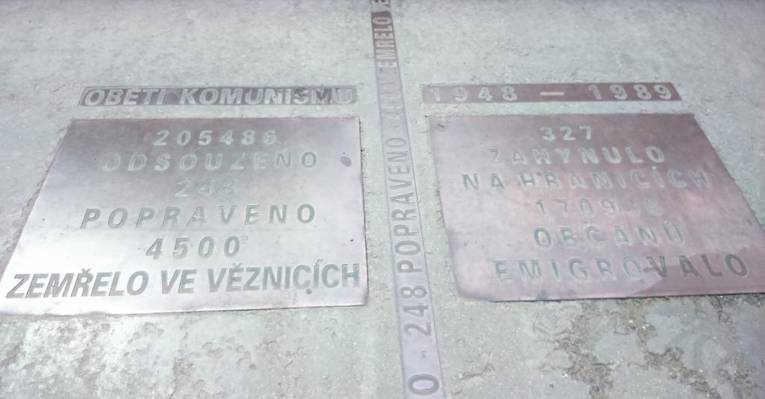 OBĚTI KOMUNISMU
1948 – 1989
205486
ODSOUZENO
248
POPRAVENO
4500
ZEMŘELO VE VĚZNICÍCH
327
ZAHYNULO
NA HRANICÍCH
OBČANŮ
EMIGROVALO
O - 248 POPRAVENO
ZEMŘELO